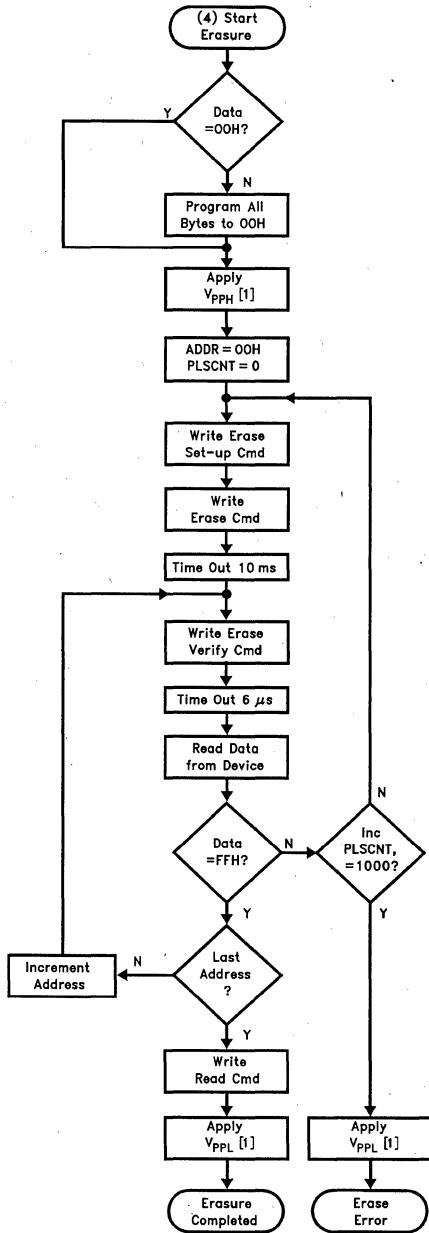 (4) Start
Erasure
Y
Data
=00H?
N
Program All
Bytes to 00H
Apply
VPPH [1]
ADDR = 00H
PLSCNT = 0
Write Erase
Set-up Cmd
Write
Erase Cmd
Time Out 10 ms
Write Erase
Verify Cmd
Time Out 6 μs
Read Data
from Device
N
Data
=FFH?
N
Inc
PLSCNT,
=1000?
Y
Y
Increment
Address
N
Last
Address
?
Y
Write
Read Cmd
Apply
VPPL [1]
Apply
VPPL [1]
Erasure
Completed
Erase
Error